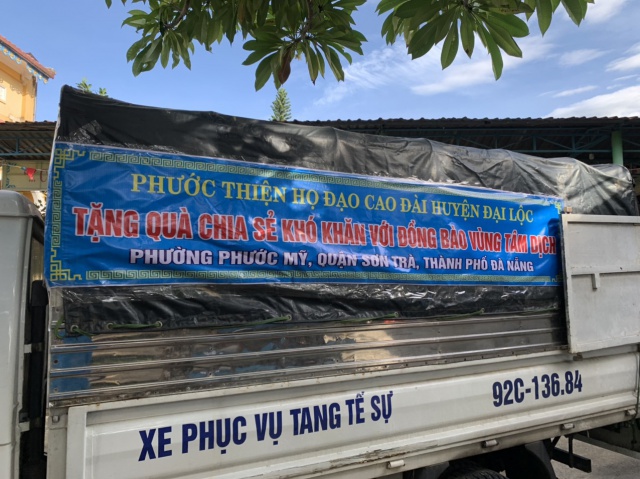 PHƯỚC THIỆN HỌ ĐẠO CAO ĐÀI HUYỆN ĐẠI LỘC
TẶNG QUÀ CHIA SẺ KHÓ KHĂN VỚI ĐỒNG BÀO VÙNG TÂM DỊCH
PHƯỜNG PHƯỚC MỸ, QUẬN SƠN TRÀ, THÀNH PHỐ ĐÀ NẴNG
92C-136.84
XE PHỤC VỤ TANG TẾ SỰ